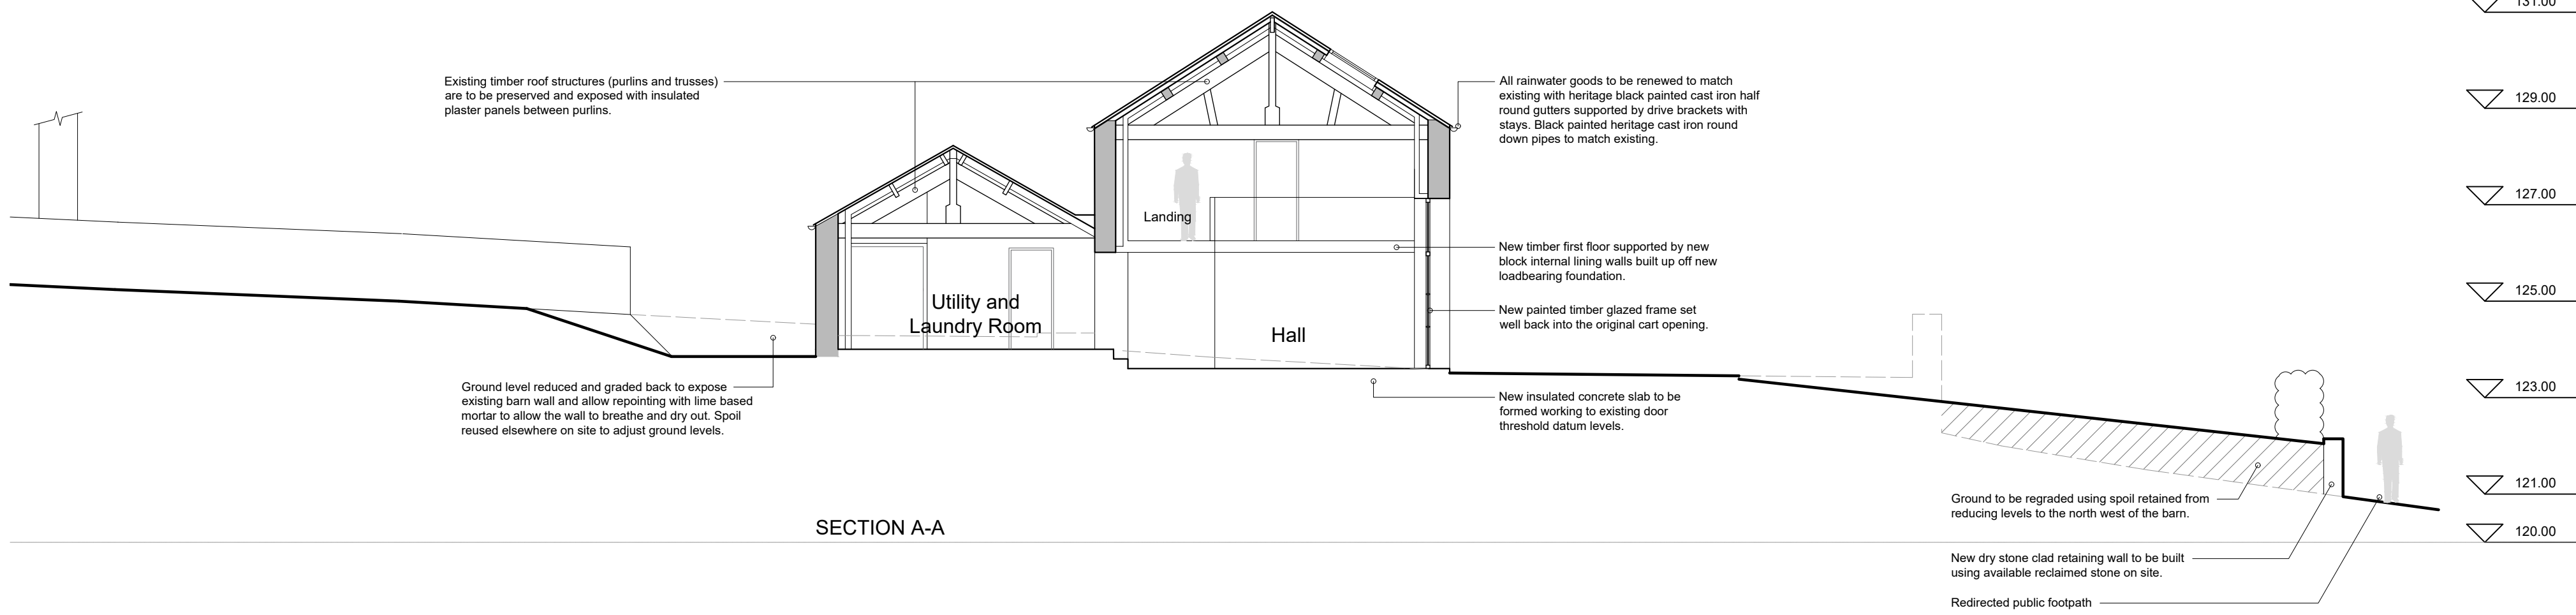 Existing timber roof structures (purlins and trusses)
are to be preserved and exposed with insulated
plaster panels between purlins.
All rainwater goods to be renewed to match
existing with heritage black painted cast iron half
round gutters supported by drive brackets with
stays. Black painted heritage cast iron round
down pipes to match existing.
Landing
New timber first floor supported by new
block internal lining walls built up off new
loadbearing foundation.
Utility and
Laundry Room
New painted timber glazed frame set
well back into the original cart opening.
Hall
Ground level reduced and graded back to expose
existing barn wall and allow repointing with lime based
mortar to allow the wall to breathe and dry out. Spoil
reused elsewhere on site to adjust ground levels.
New insulated concrete slab to be
formed working to existing door
threshold datum levels.
Ground to be regraded using spoil retained from
reducing levels to the north west of the barn.
New dry stone clad retaining wall to be built
using available reclaimed stone on site.
Redirected public footpath
SECTION A-A
131.00
129.00
127.00
125.00
123.00
121.00
120.00